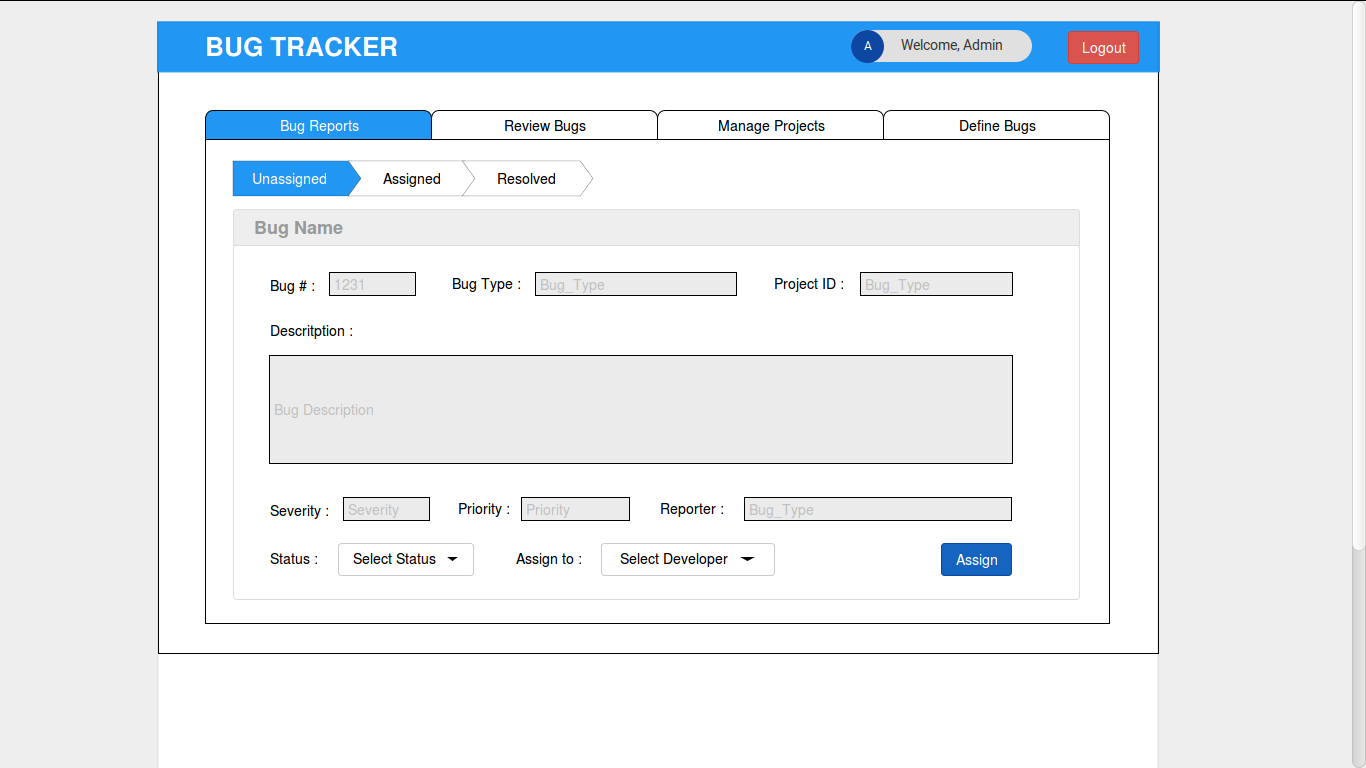 BUG TRACKER
A Welcome, Admin
Logout
Bug Reports Review Bugs Manage Projects Define Bugs
Unassigned Assigned Resolved
Bug Name
Bug # : 1231 Bug Type : Bug_Type Project ID : Bug_Type
Descritption :
Bug Description
Severity : Severity Priority : Priority Reporter : Bug_Type
Status : Select Status Assign to : Select Developer Assign